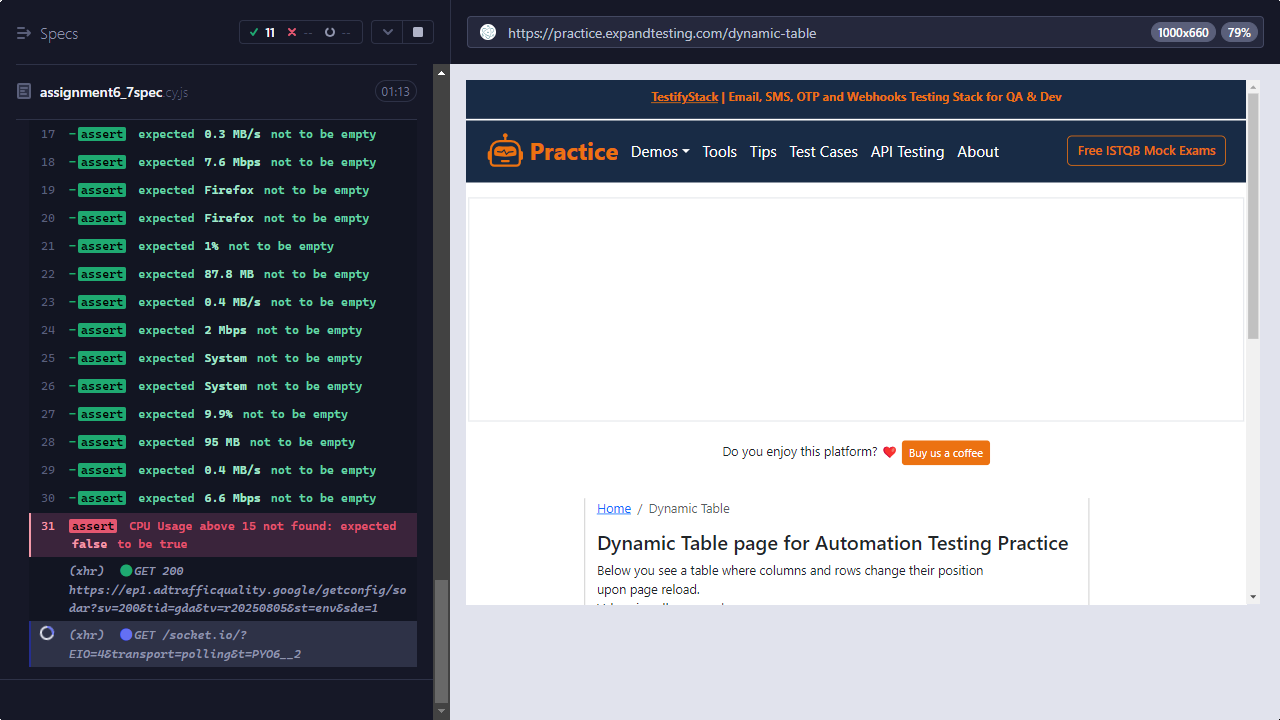 Specs
11 -- --
https://practice.expandtesting.com/dynamic-table
1000x660
79%
assignment6_7spec.cy.js
01:13
17 -assert expected 0.3 MB/s not to be empty
18 -assert expected 7.6 Mbps not to be empty
19 -assert expected Firefox not to be empty
20 -assert expected Firefox not to be empty
21 -assert expected 1% not to be empty
22 -assert expected 87.8 MB not to be empty
23 -assert expected 0.4 MB/s not to be empty
24 -assert expected 2 Mbps not to be empty
25 -assert expected System not to be empty
26 -assert expected System not to be empty
27 -assert expected 9.9% not to be empty
28 -assert expected 95 MB not to be empty
29 -assert expected 0.4 MB/s not to be empty
30 -assert expected 6.6 Mbps not to be empty
31 assert CPU Usage above 15 not found: expected
false to be true
(xhr) GET 200
https://ep1.adtrafficquality.google/getconfig/so
dar?sv=200&tid=gda&tv=r20250805&st=env&sde=1
(xhr) GET /socket.io/?
EIO=4&transport=polling&t=PYO6__2
TestifyStack | Email, SMS, OTP and Webhooks Testing Stack for QA & Dev
Practice
Demos Tools Tips Test Cases API Testing About
Free ISTQB Mock Exams
Do you enjoy this platform?
Buy us a coffee
Home / Dynamic Table
Dynamic Table page for Automation Testing Practice
Below you see a table where columns and rows change their position
upon page reload.